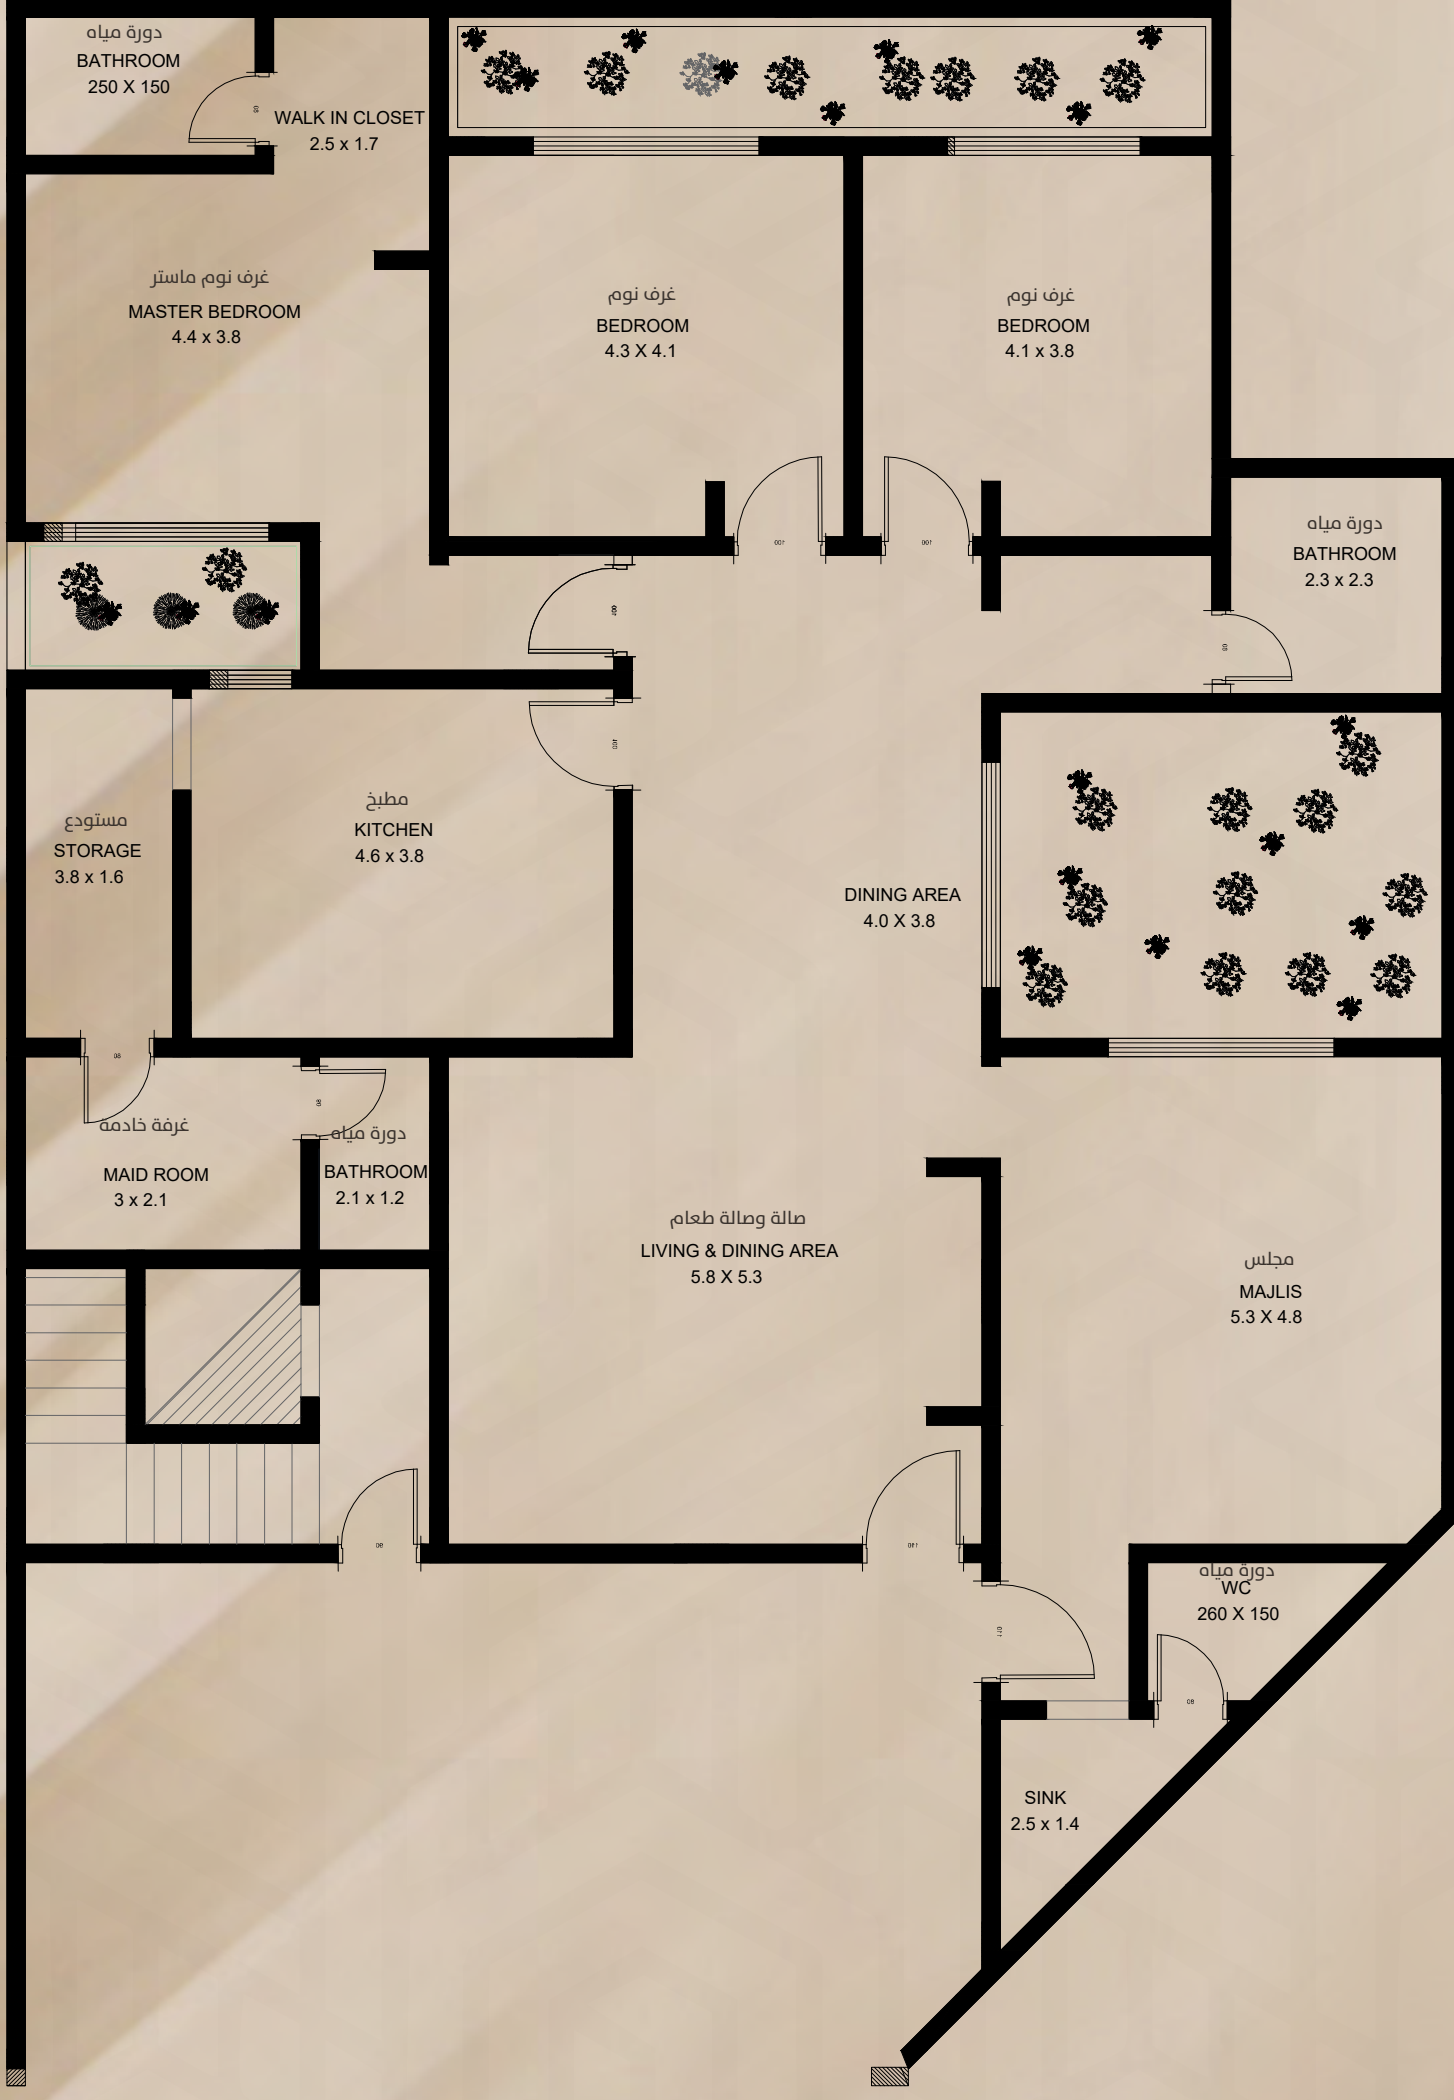 دورة مياه
BATHROOM
250 X 150
WALK IN CLOSET
2.5 x 1.7
غرف نوم ماستر
MASTER BEDROOM
4.4 x 3.8
غرف نوم
BEDROOM
4.3 X 4.1
غرف نوم
BEDROOM
4.1 x 3.8
دورة مياه
BATHROOM
2.3 x 2.3
مستودع
STORAGE
3.8 x 1.6
مطبخ
KITCHEN
4.6 x 3.8
DINING AREA
4.0 X 3.8
غرفة خادمة
MAID ROOM
3 x 2.1
دورة مياه
BATHROOM
2.1 x 1.2
صالة وصالة طعام
LIVING & DINING AREA
5.8 X 5.3
مجلس
MAJLIS
5.3 X 4.8
دورة مياه
WC
260 X 150
SINK
2.5 x 1.4